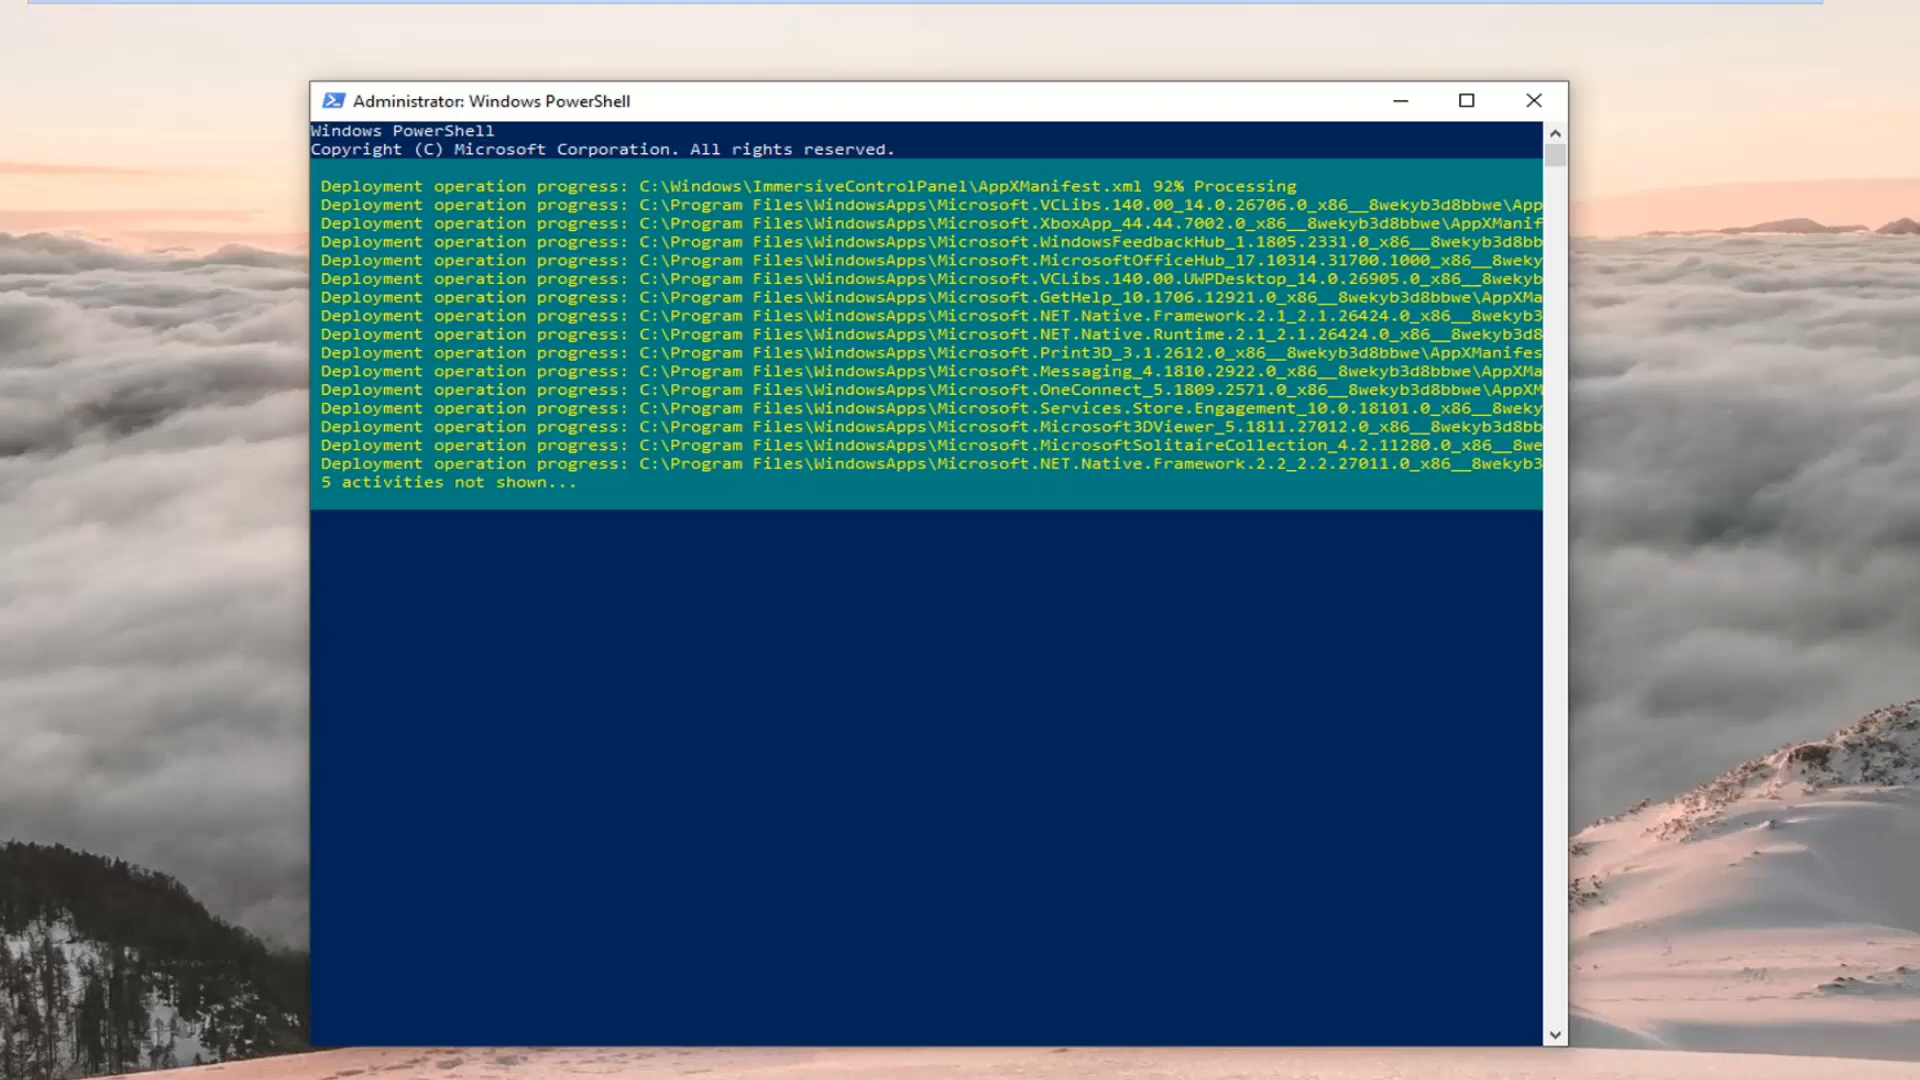 Administrator: Windows PowerShell
Windows PowerShell
Copyright (C) Microsoft Corporation. All rights reserved.
Deployment operation progress: C:\Windows\ImmersiveControlPanel\AppXManifest.xml 92% Processing
Deployment operation progress: C:\Program Files\WindowsApps\Microsoft.VCLibs.140.00_14.0.26706.0_x86__8wekyb3d8bbwe\App
Deployment operation progress: C:\Program Files\WindowsApps\Microsoft.XboxApp_44.44.7002.0_x86__8wekyb3d8bbwe\AppXManif
Deployment operation progress: C:\Program Files\WindowsApps\Microsoft.WindowsFeedbackHub_1.1805.2331.0_x86__8wekyb3d8bb
Deployment operation progress: C:\Program Files\WindowsApps\Microsoft.MicrosoftOfficeHub_17.10314.31700.1000_x86__8weky
Deployment operation progress: C:\Program Files\WindowsApps\Microsoft.VCLibs.140.00.UWPDesktop_14.0.26905.0_x86__8wekyb
Deployment operation progress: C:\Program Files\WindowsApps\Microsoft.GetHelp_10.1706.12921.0_x86__8wekyb3d8bbwe\AppXMa
Deployment operation progress: C:\Program Files\WindowsApps\Microsoft.NET.Native.Framework.2.1_2.1.26424.0_x86__8wekyb3
Deployment operation progress: C:\Program Files\WindowsApps\Microsoft.NET.Native.Runtime.2.1_2.1.26424.0_x86__8wekyb3d8
Deployment operation progress: C:\Program Files\WindowsApps\Microsoft.Print3D_3.1.2612.0_x86__8wekyb3d8bbwe\AppXManifes
Deployment operation progress: C:\Program Files\WindowsApps\Microsoft.Messaging_4.1810.2922.0_x86__8wekyb3d8bbwe\AppXMa
Deployment operation progress: C:\Program Files\WindowsApps\Microsoft.OneConnect_5.1809.2571.0_x86__8wekyb3d8bbwe\AppXM
Deployment operation progress: C:\Program Files\WindowsApps\Microsoft.Services.Store.Engagement_10.0.18101.0_x86__8weky
Deployment operation progress: C:\Program Files\WindowsApps\Microsoft.Microsoft3DViewer_5.1811.27012.0_x86__8wekyb3d8bb
Deployment operation progress: C:\Program Files\WindowsApps\Microsoft.MicrosoftSolitaireCollection_4.2.11280.0_x86__8we
Deployment operation progress: C:\Program Files\WindowsApps\Microsoft.NET.Native.Framework.2.2_2.2.27011.0_x86__8wekyb3
5 activities not shown...